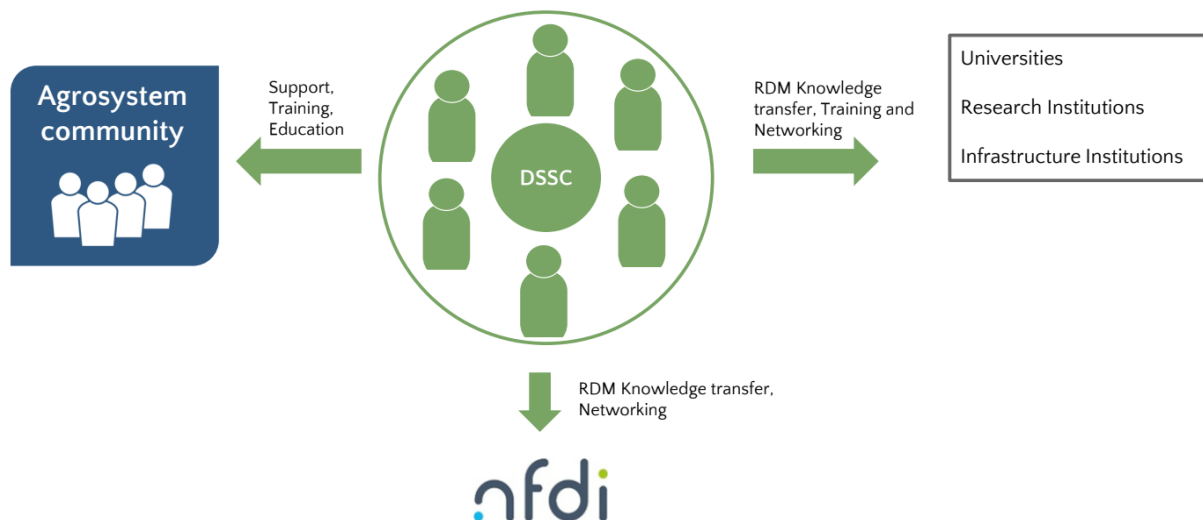 Agrosystem
community
Support,
Training,
Education
DSSC
RDM Knowledge
transfer, Training and
Networking
Universities
Research Institutions
Infrastructure Institutions
RDM Knowledge transfer,
Networking
nfdi